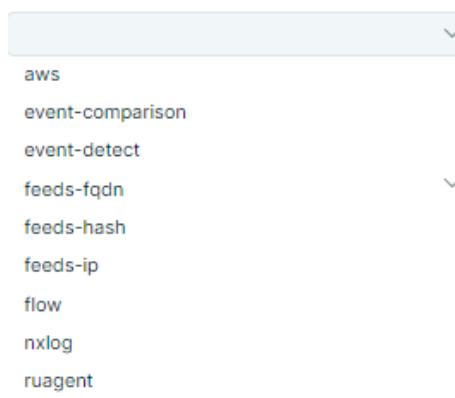 aws
event-comparison
event-detect
feeds-fqdn
feeds-hash
feeds-ip
flow
nxlog
ruagent